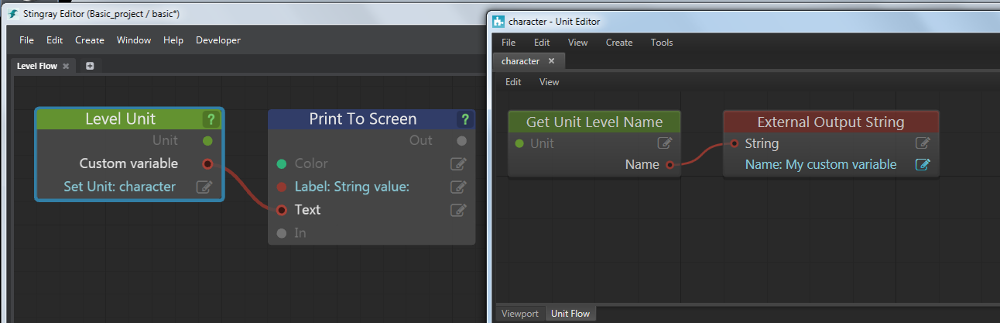 Stingray Editor (Basic_project / basic*)
File Edit Create Window Help Developer
Level Flow
Level Unit ?
Unit
Custom variable
Set Unit: character
Print To Screen ?
Out
Color
Label: String value:
Text
In
character - Unit Editor
File Edit View Create Tools
character
Edit View
Get Unit Level Name
Unit
Name
External Output String
String
Name: My custom variable
Viewport Unit Flow